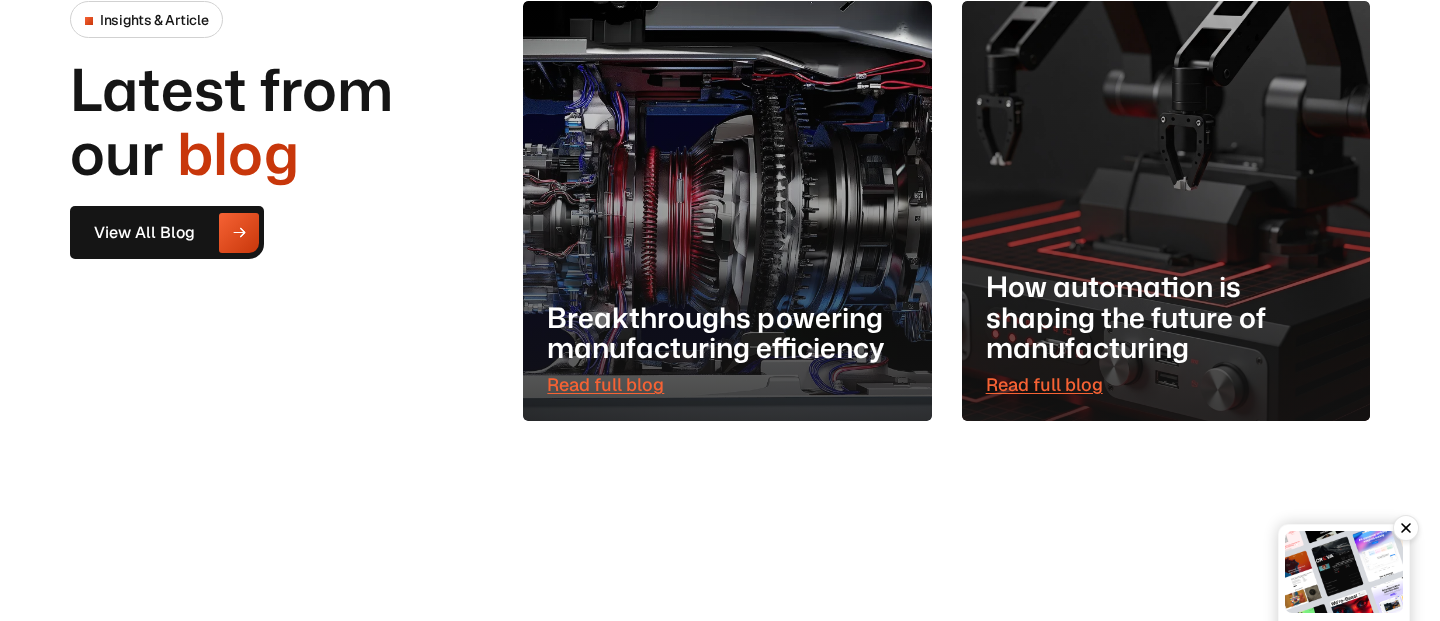 Insights & Article
Latest from
our blog
View All Blog
Breakthroughs powering
manufacturing efficiency
Read full blog
How automation is
shaping the future of
manufacturing
Read full blog